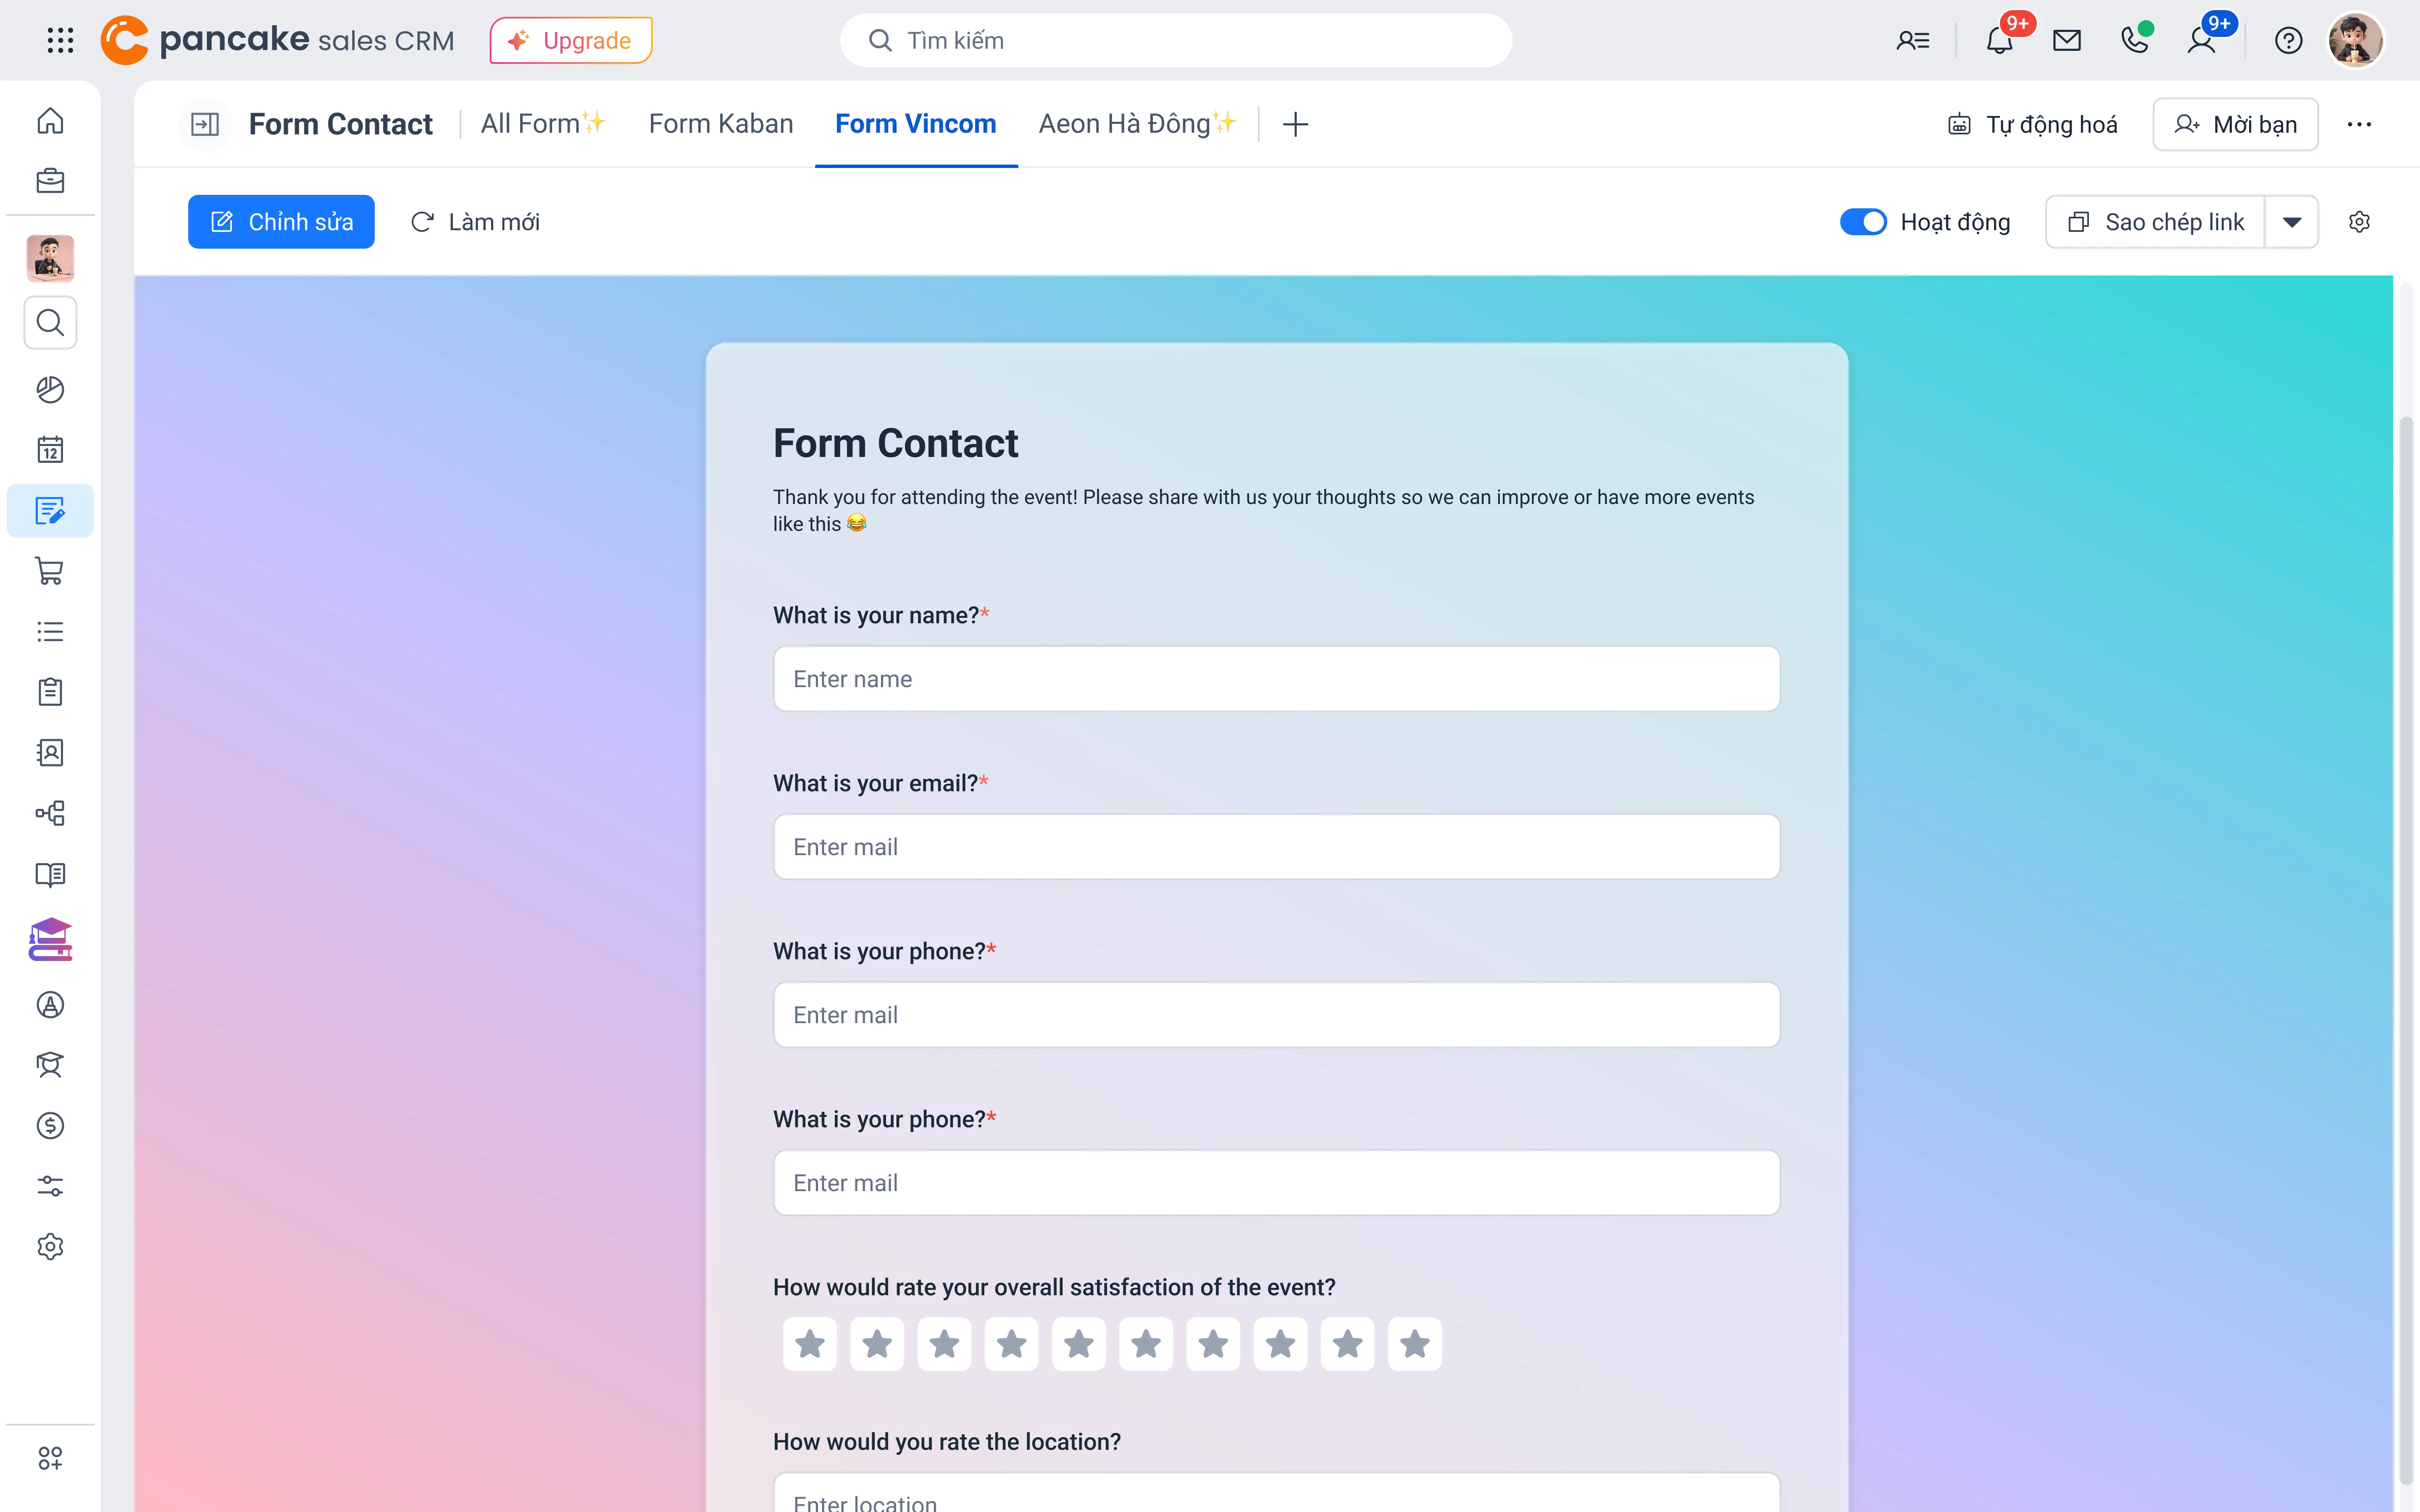 pancake sales CRM
Upgrade
Tìm kiếm
9+
9+
Form Contact
All Form✨
Form Kaban
Form Vincom
Aeon Hà Đông✨
Tự động hoá
Mời bạn
Chỉnh sửa
Làm mới
Hoạt động
Sao chép link
12
Form Contact
Thank you for attending the event! Please share with us your thoughts so we can improve or have more events
like this 😂
What is your name?*
Enter name
What is your email?*
Enter mail
What is your phone?*
Enter mail
What is your phone?*
Enter mail
How would rate your overall satisfaction of the event?
How would you rate the location?
Enter location